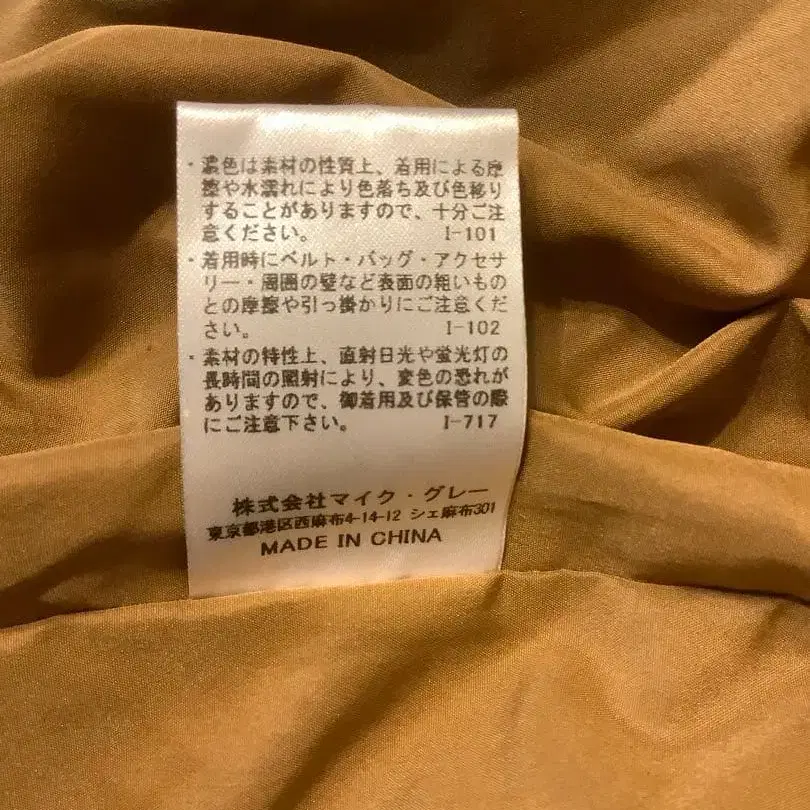 ・濃色は素材の性質上、着用による摩
擦や水濡れにより色落ち及び色移り
することがありますので、十分ご注
意ください。 I-101
・着用時にベルト・バッグ・アクセサ
リー・周囲の壁など表面の粗いもの
との摩擦や引っ掛かりにご注意くだ
さい。 I-102
・素材の特性上、直射日光や蛍光灯の
長時間の照射により、変色の恐れが
ありますので、御着用及び保管の際
にご注意下さい。 I-717
株式会社マイク・グレー
東京都港区西麻布4-14-12 シェ麻布301
MADE IN CHINA